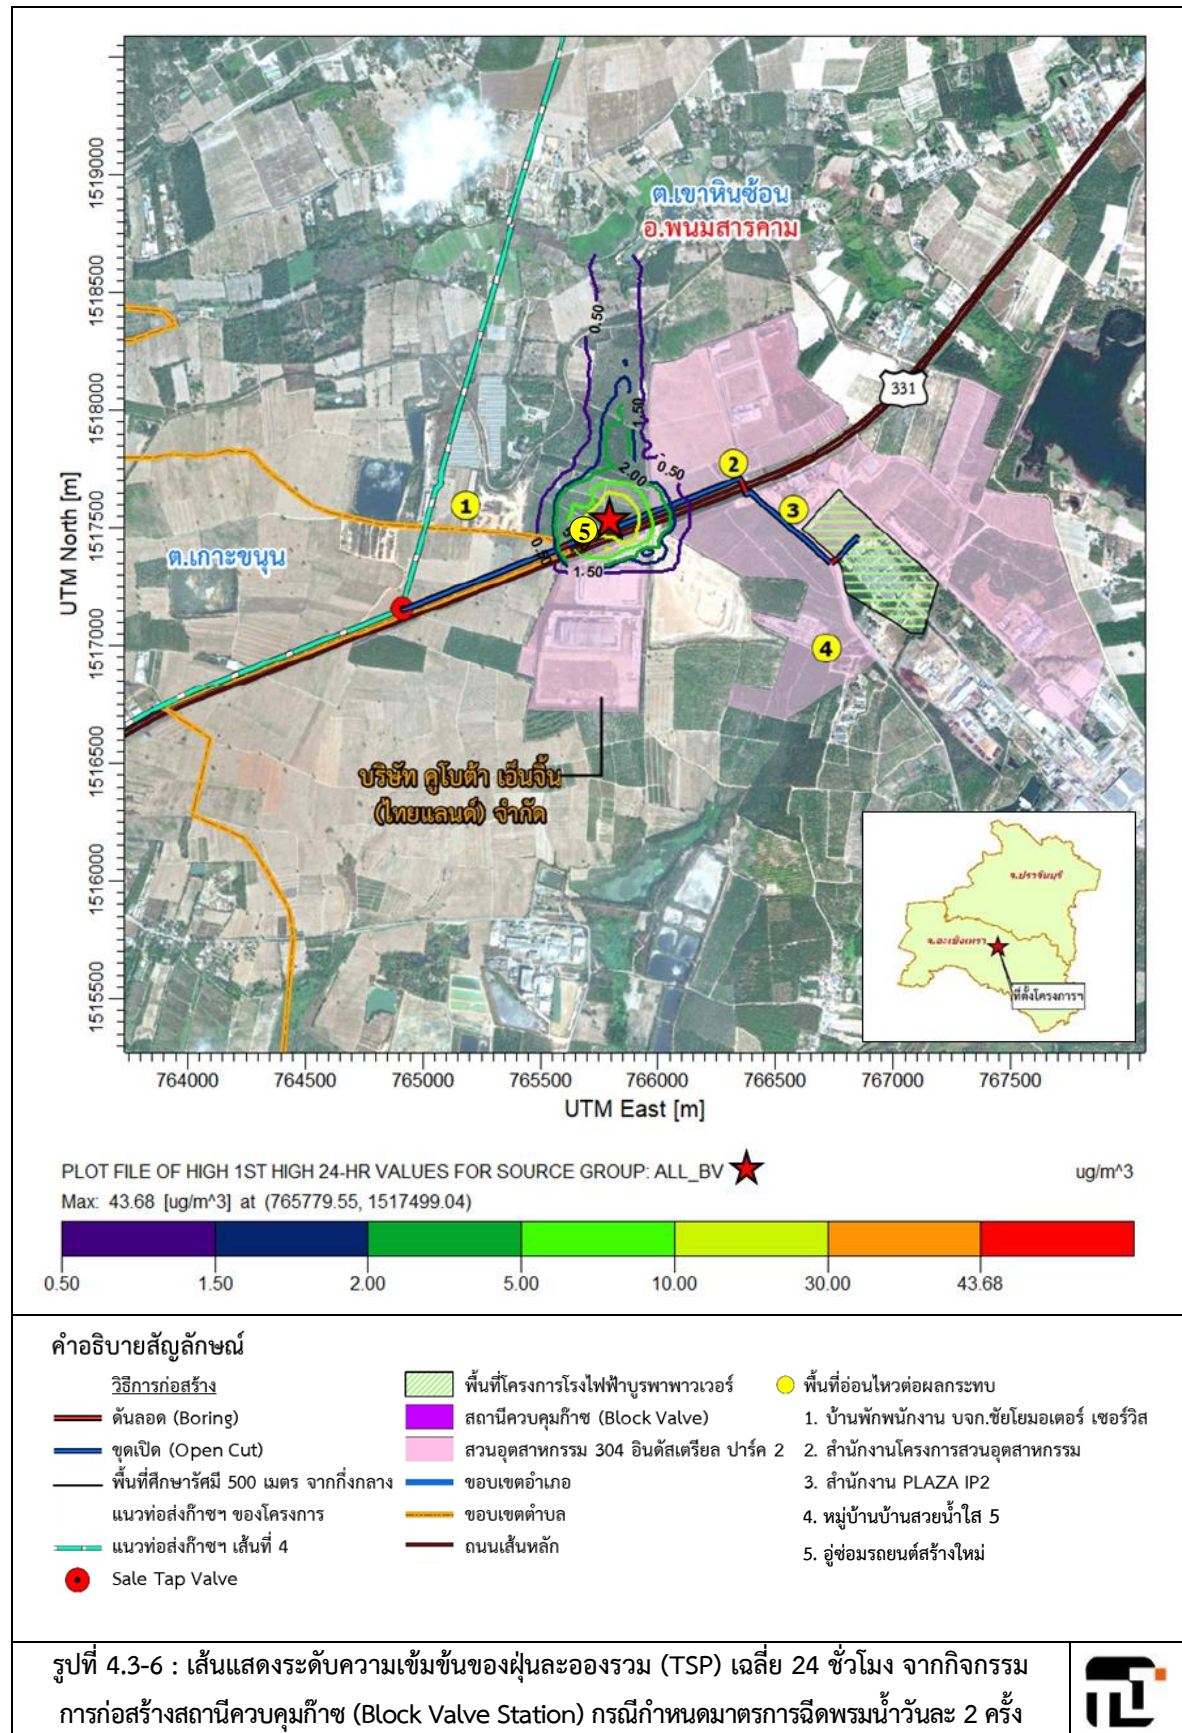 1519000
1518500
1518000
1517500
1517000
1516500
1516000
1515500
UTM North [m]
ต.เขาหินซ้อน
อ.พนมสารคาม
331
0.50
1.50
2.00
0.50
1.50
1
2
3
4
5
ต.เกาะขนุน
บริษัท คูโบต้า เอ็นจิ้น
(ไทยแลนด์) จำกัด
จ.ปราจีนบุรี
จ.ฉะเชิงเทรา
ที่ตั้งโครงการฯ
764000 764500 765000 765500 766000 766500 767000 767500
UTM East [m]
PLOT FILE OF HIGH 1ST HIGH 24-HR VALUES FOR SOURCE GROUP: ALL_BV ug/m^3
Max: 43.68 [ug/m^3] at (765779.55, 1517499.04)
0.50 1.50 2.00 5.00 10.00 30.00 43.68
คำอธิบายสัญลักษณ์
วิธีการก่อสร้าง
ดันลอด (Boring)
ขุดเปิด (Open Cut)
พื้นที่ศึกษารัศมี 500 เมตร จากกึ่งกลาง
แนวท่อส่งก๊าซฯ ของโครงการ
แนวท่อส่งก๊าซฯ เส้นที่ 4
Sale Tap Valve
พื้นที่โครงการโรงไฟฟ้าบูรพาพาวเวอร์
สถานีควบคุมก๊าซ (Block Valve)
สวนอุตสาหกรรม 304 อินดัสเตรียล ปาร์ค 2
ขอบเขตอำเภอ
ขอบเขตตำบล
ถนนเส้นหลัก
พื้นที่อ่อนไหวต่อผลกระทบ
1. บ้านพักพนักงาน บจก.ชัยโยมอเตอร์ เซอร์วิส
2. สำนักงานโครงการสวนอุตสาหกรรม
3. สำนักงาน PLAZA IP2
4. หมู่บ้านบ้านสวยน้ำใส 5
5. อู่ซ่อมรถยนต์สร้างใหม่
รูปที่ 4.3-6 : เส้นแสดงระดับความเข้มข้นของฝุ่นละอองรวม (TSP) เฉลี่ย 24 ชั่วโมง จากกิจกรรม
การก่อสร้างสถานีควบคุมก๊าซ (Block Valve Station) กรณีกำหนดมาตรการฉีดพรมน้ำวันละ 2 ครั้ง